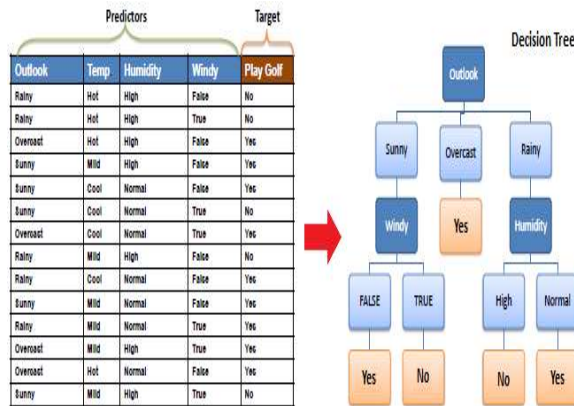 Predictors Target
Outlook Temp Humidity Windy Play Golf
Rainy Hot High False No
Rainy Hot High True No
Overcast Hot High False Yes
Sunny Mild High False Yes
Sunny Cool Normal False Yes
Sunny Cool Normal True No
Overcast Cool Normal True Yes
Rainy Mild High False No
Rainy Cool Normal False Yes
Sunny Mild Normal False Yes
Rainy Mild Normal True Yes
Overcast Mild High True Yes
Overcast Hot Normal False Yes
Sunny Mild High True No
Decision Tree
Outlook
Sunny Overcast Rainy
Windy Yes Humidity
FALSE TRUE High Normal
Yes No No Yes